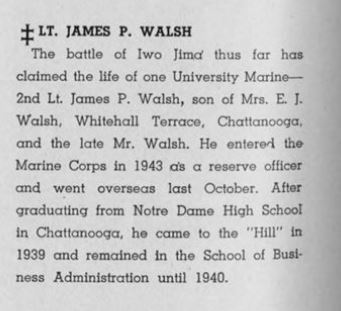 ‡ LT. JAMES P. WALSH
The battle of Iwo Jima thus far has
claimed the life of one University Marine—
2nd Lt. James P. Walsh, son of Mrs. E. J.
Walsh, Whitehall Terrace, Chattanooga,
and the late Mr. Walsh. He entered the
Marine Corps in 1943 as a reserve officer
and went overseas last October. After
graduating from Notre Dame High School
in Chattanooga, he came to the "Hill" in
1939 and remained in the School of Busi-
ness Administration until 1940.